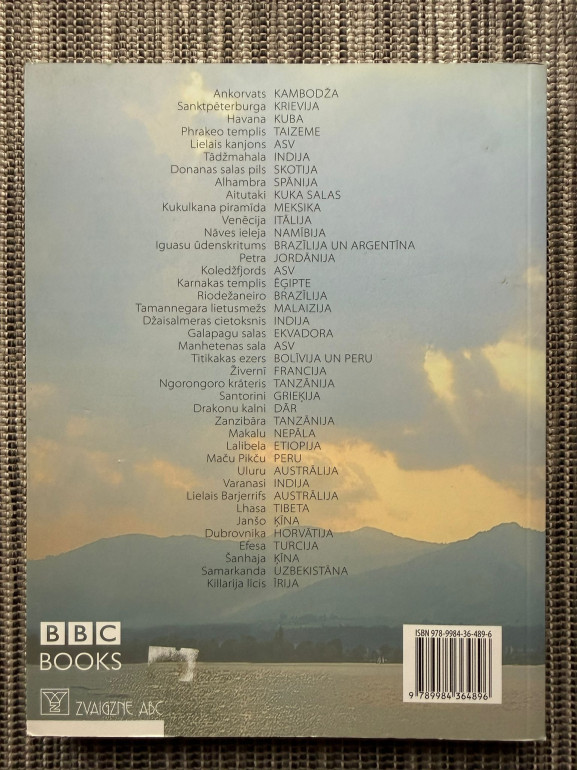 Ankorvats KAMBODŽA
Sanktpēterburga KRIEVIJA
Havana KUBA
Phrakeo templis TAIZEME
Lielais kanjons ASV
Tādžmahala INDIJA
Donanas salas pils SKOTIJA
Alhambra SPĀNIJA
Aitutaki KUKA SALAS
Kukulkana piramīda MEKSIKA
Venēcija ITĀLIJA
Nāves ieleja NAMĪBIJA
Iguasu ūdenskritums BRAZĪLIJA UN ARGENTĪNA
Petra JORDĀNIJA
Koledžfjords ASV
Karnakas templis ĒĢIPTE
Riodežaneiro BRAZĪLIJA
Tamannegara lietusmežs MALAIZIJA
Džaisalmeras cietoksnis INDIJA
Galapagu salas EKVADORA
Manhetenas sala ASV
Titikakas ezers BOLĪVIJA UN PERU
Živernī FRANCIJA
Ngorongoro krāteris TANZĀNIJA
Santorini GRIEĶIJA
Drakonu kalni DĀR
Zanzibāra TANZĀNIJA
Makalu NEPĀLA
Lalibela ETIOPIJA
Maču Pikču PERU
Uluru AUSTRĀLIJA
Varanasi INDIJA
Lielais Barjerrifs AUSTRĀLIJA
Lhasa TIBETA
Janšo ĶĪNA
Dubrovnika HORVĀTIJA
Efesa TURCIJA
Šanhaja ĶĪNA
Samarkanda UZBEKISTĀNA
Killarija līcis ĪRIJA
BBC
BOOKS
ZVAIGZNE ABC
ISBN 978-9984-36-489-6
9 789984 364896